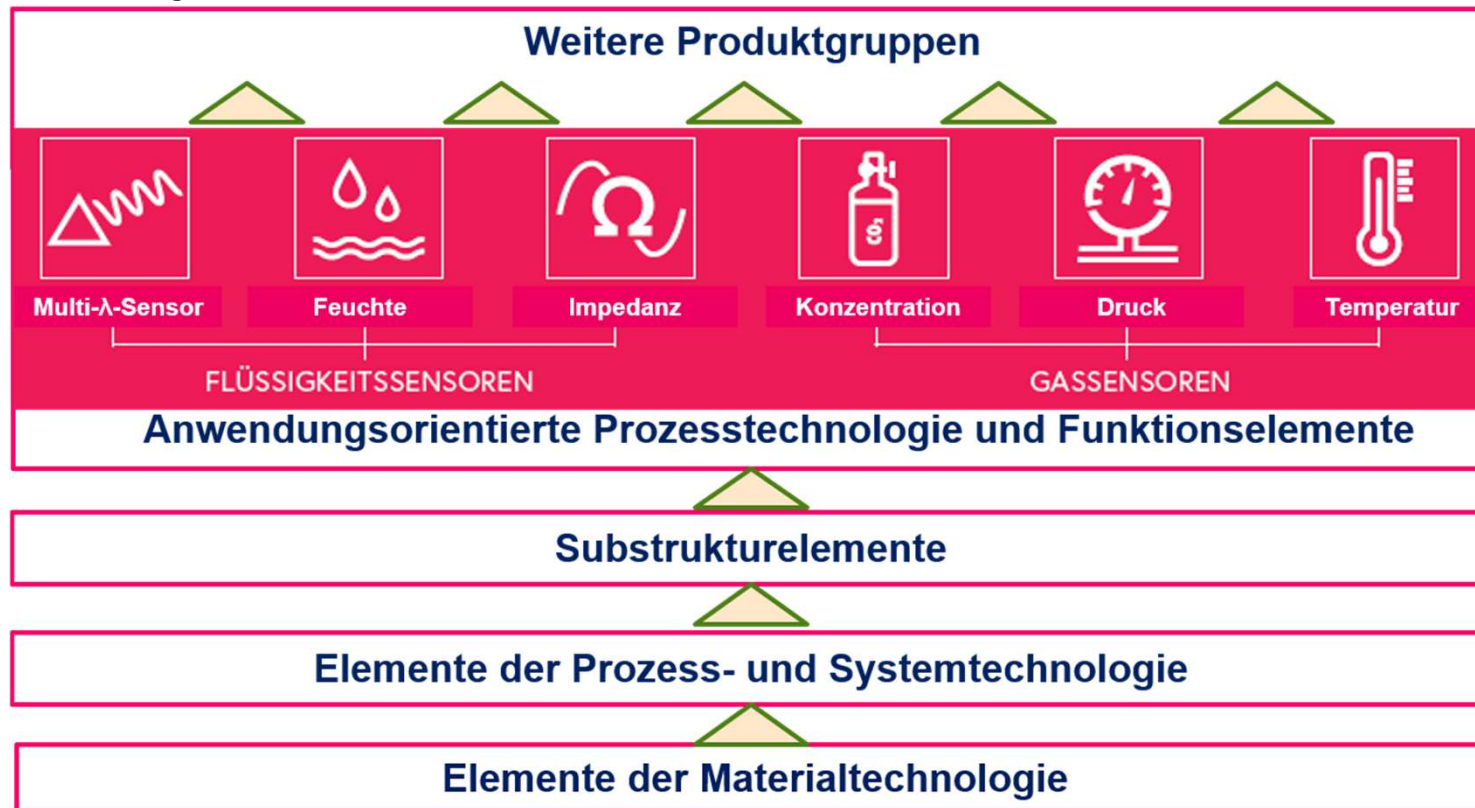 Weitere Produktgruppen
Multi-λ-Sensor
Feuchte
Impedanz
Konzentration
Druck
Temperatur
FLÜSSIGKEITSSENSOREN
GASSENSOREN
Anwendungsorientierte Prozesstechnologie und Funktionselemente
Substrukturelemente
Elemente der Prozess- und Systemtechnologie
Elemente der Materialtechnologie